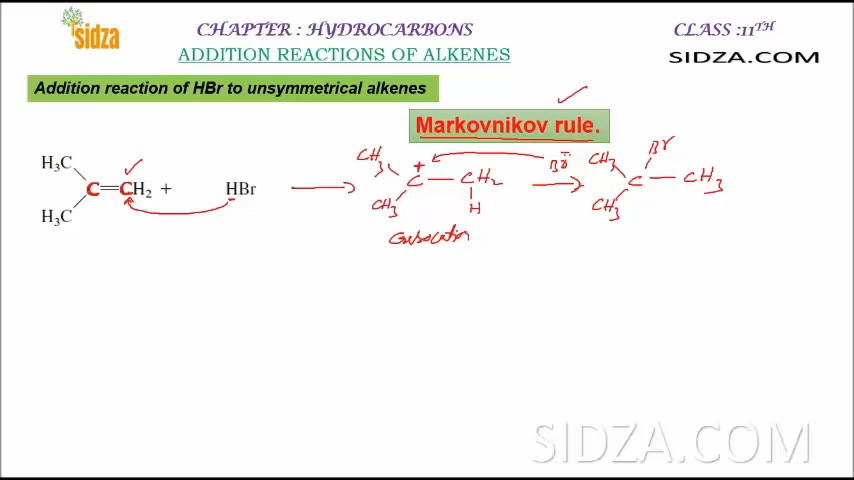 sidza
CHAPTER : HYDROCARBONS
CLASS :11TH
ADDITION REACTIONS OF ALKENES
SIDZA.COM
Addition reaction of HBr to unsymmetrical alkenes
Markovnikov rule.
H₃C
H₃C
C=CH₂ + HBr
CH₃
CH₃
+
C — CH₂
H
Br
Br
CH₃
CH₃
C — CH₃
Carbocation
SIDZA.COM